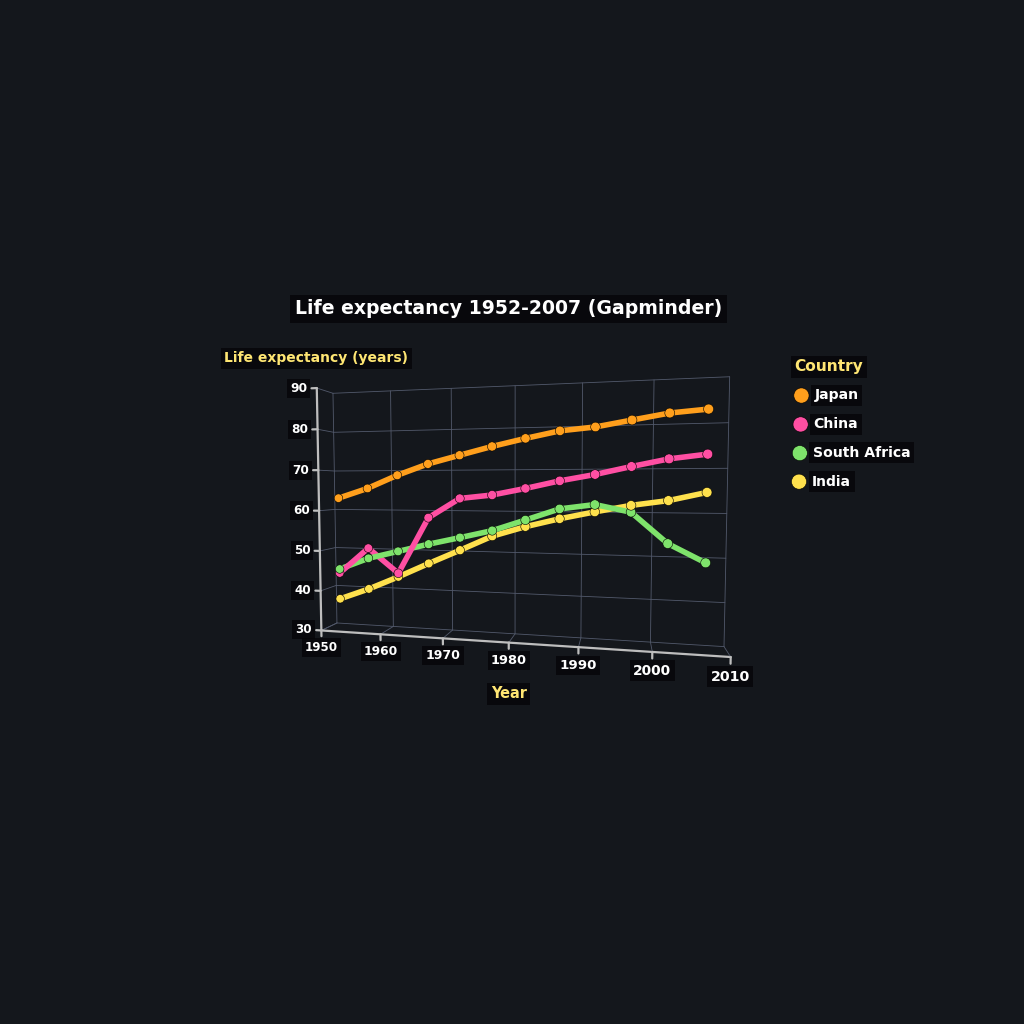 Life expectancy 1952-2007 (Gapminder)
Life expectancy (years)
90
80
70
60
50
40
30
1950
1960
1970
1980
1990
2000
2010
Year
Country
Japan
China
South Africa
India